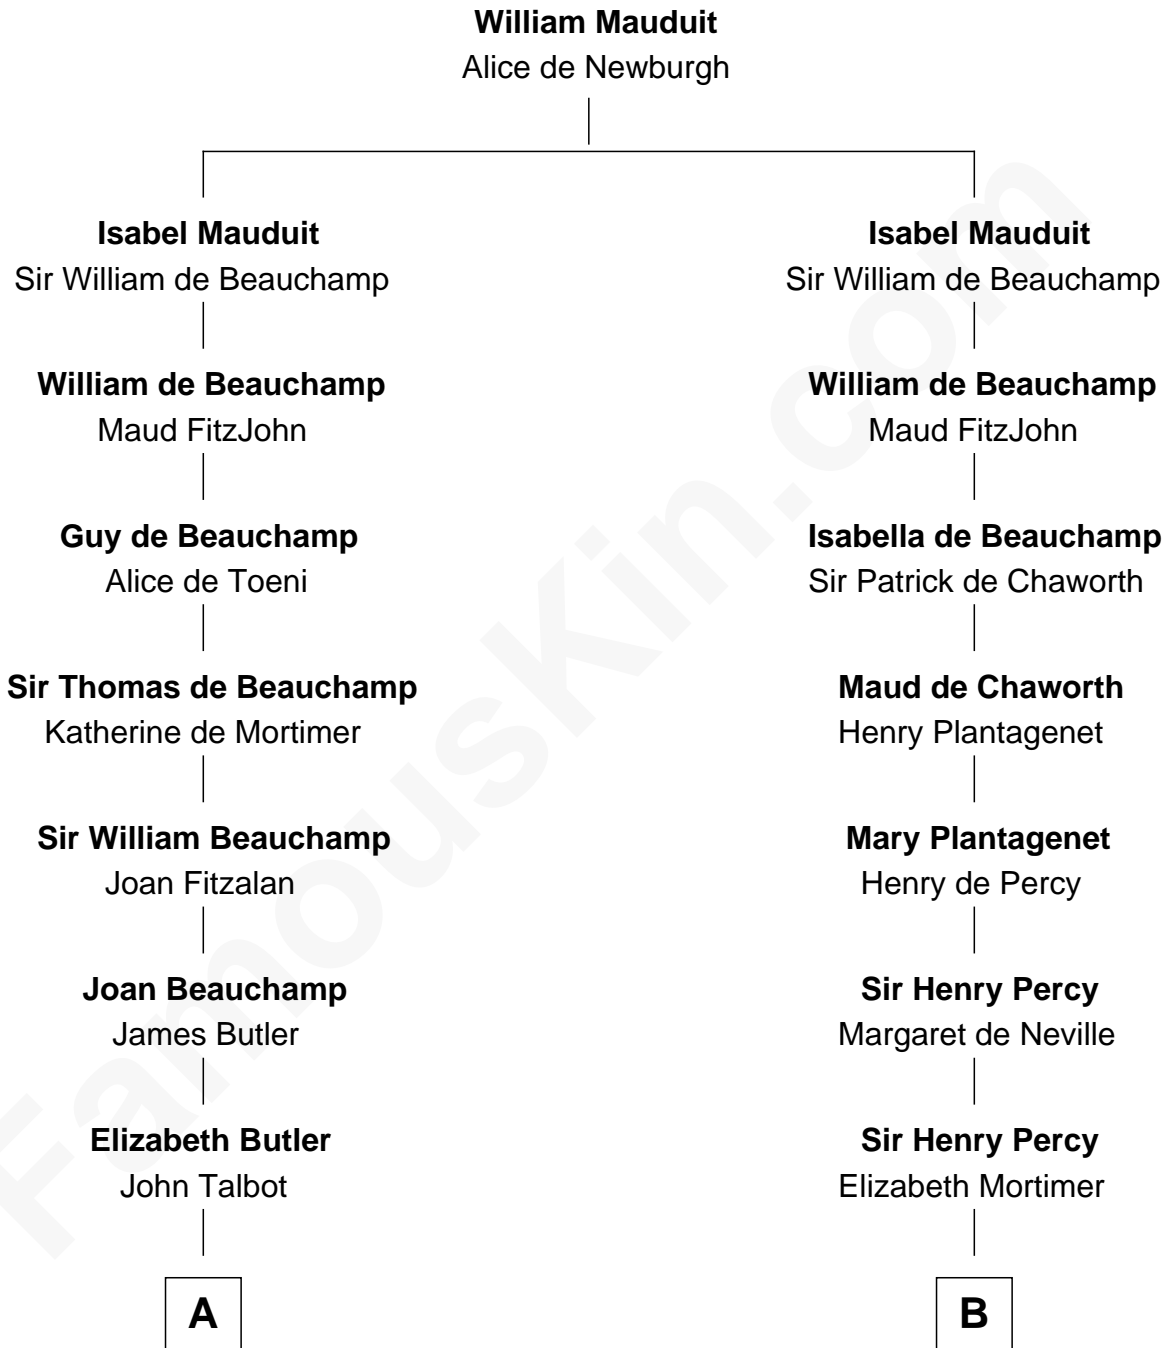 William Mauduit
Alice de Newburgh
Isabel Mauduit
Sir William de Beauchamp
Isabel Mauduit
Sir William de Beauchamp
William de Beauchamp
Maud FitzJohn
William de Beauchamp
Maud FitzJohn
Guy de Beauchamp
Alice de Toeni
Isabella de Beauchamp
Sir Patrick de Chaworth
Sir Thomas de Beauchamp
Katherine de Mortimer
Maud de Chaworth
Henry Plantagenet
Sir William Beauchamp
Joan Fitzalan
Mary Plantagenet
Henry de Percy
Joan Beauchamp
James Butler
Sir Henry Percy
Margaret de Neville
Elizabeth Butler
John Talbot
Sir Henry Percy
Elizabeth Mortimer
A
B
FamousKin.com